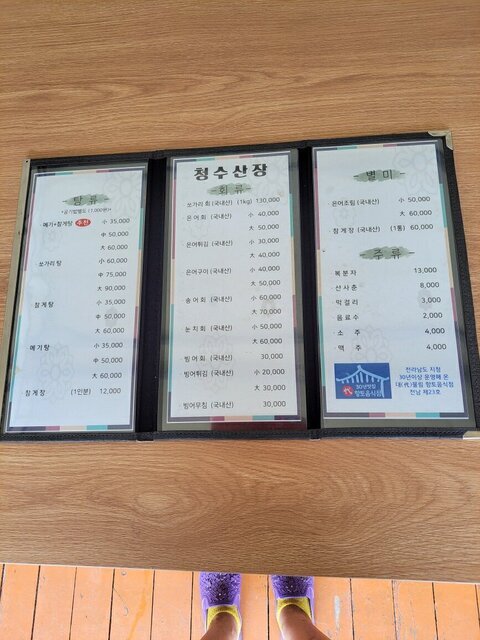 탕 류
*공기밥별도 (1,000원)*
메기+참게탕 추천 小 35,000
中 50,000
大 60,000
쏘가리탕 小 60,000
中 75,000
大 90,000
참게탕 小 35,000
中 50,000
大 60,000
메기탕 小 35,000
中 50,000
大 60,000
참게장 (1인분) 12,000
청수산장
회 류
쏘가리회 (국내산) (1kg) 130,000
은어회 (국내산) 小 40,000
大 50,000
은어튀김 (국내산) 小 30,000
大 40,000
은어구이 (국내산) 小 40,000
大 50,000
송어회 (국내산) 小 60,000
大 70,000
눈치회 (국내산) 小 50,000
大 60,000
빙어회 (국내산) 30,000
빙어튀김 (국내산) 小 20,000
大 30,000
빙어무침 (국내산) 30,000
별 미
은어조림 (국내산) 小 50,000
大 60,000
참게장 (국내산) (1통) 60,000
주 류
복분자 13,000
산사춘 8,000
막걸리 3,000
음료수 2,000
소 주 4,000
맥 주 4,000
30년맛집
代 향토음식점
전라남도 지정
30년이상 운영해 온
대(代)물림 향토음식점
전남 제23호